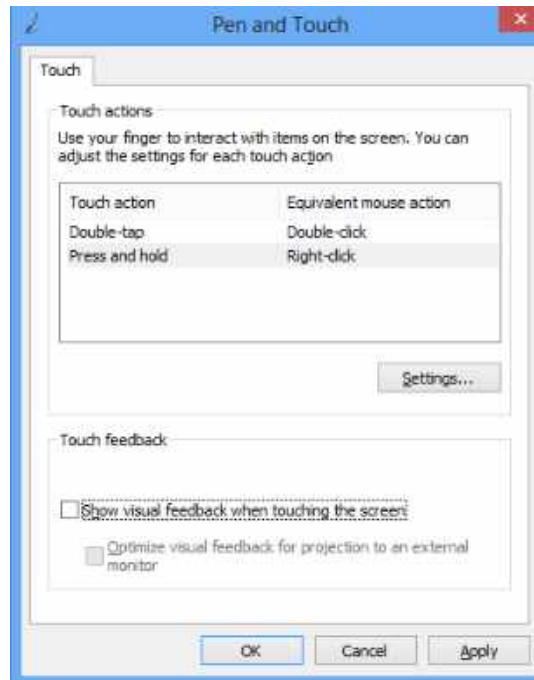 Pen and Touch
Touch
Touch actions
Use your finger to interact with items on the screen. You can
adjust the settings for each touch action
Touch action Equivalent mouse action
Double-tap Double-click
Press and hold Right-click
Settings...
Touch feedback
Show visual feedback when touching the screen
Optimize visual feedback for projection to an external
monitor
OK Cancel Apply